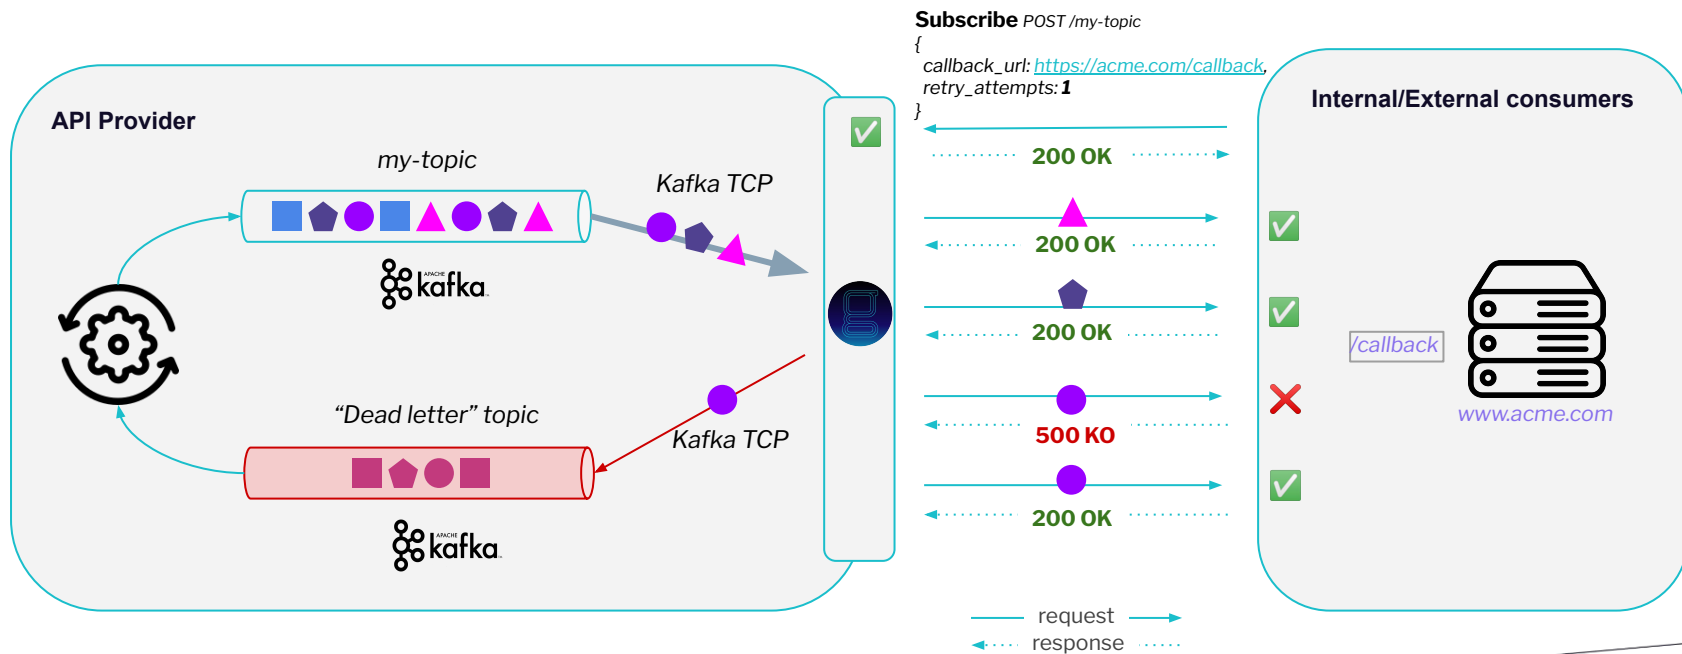 Subscribe POST /my-topic
{
callback_url: https://acme.com/callback,
retry_attempts: 1
}
API Provider
my-topic
Kafka TCP
APACHE
kafka
200 OK
200 OK
200 OK
500 KO
200 OK
"Dead letter" topic
Kafka TCP
APACHE
kafka
Internal/External consumers
/callback
www.acme.com
request
response